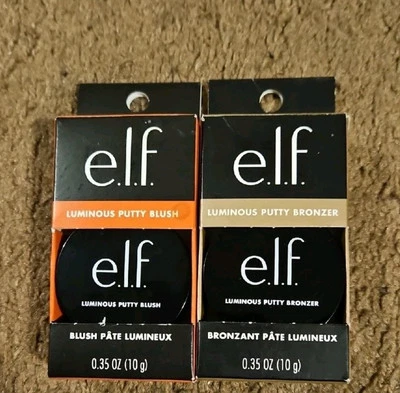 e.l.f.
LUMINOUS PUTTY BLUSH
e.l.f.
LUMINOUS PUTTY BLUSH
BLUSH PÂTE LUMINEUX
0.35 OZ (10 g)
e.l.f.
LUMINOUS PUTTY BRONZER
e.l.f.
LUMINOUS PUTTY BRONZER
BRONZANT PÂTE LUMINEUX
0.35 OZ (10 g)